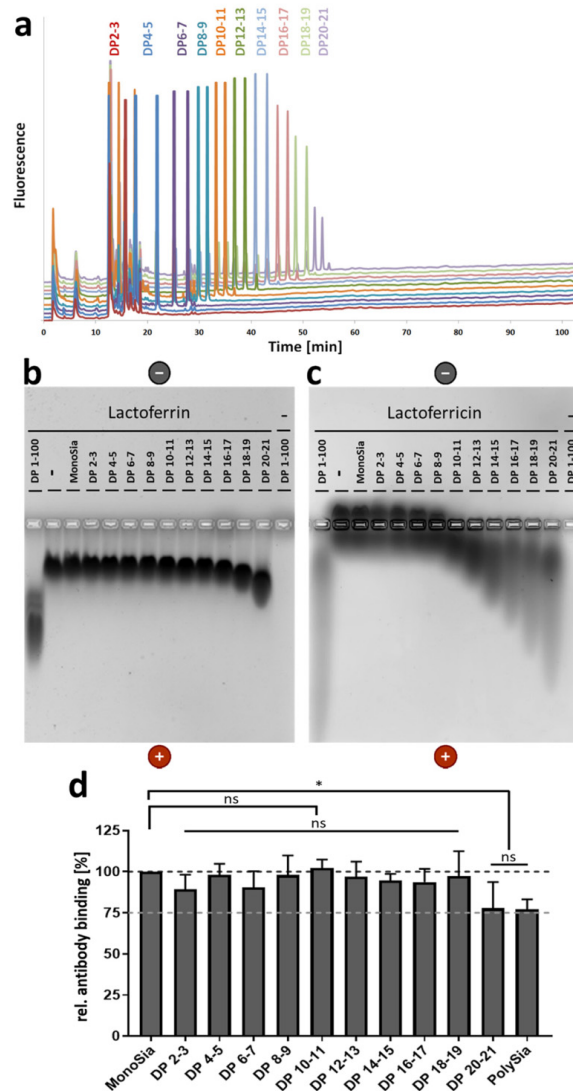 a
DP2-3 DP4-5 DP6-7 DP8-9 DP10-11 DP12-13 DP14-15 DP16-17 DP18-19 DP20-21
Fluorescence
0 10 20 30 40 50 60 70 80 90 100
Time [min]
b
−
Lactoferrin −
DP 1-100 - MonoSia DP 2-3 DP 4-5 DP 6-7 DP 8-9 DP 10-11 DP 12-13 DP 14-15 DP 16-17 DP 18-19 DP 20-21 DP 1-100
+
c
−
Lactoferricin −
DP 1-100 - MonoSia DP 2-3 DP 4-5 DP 6-7 DP 8-9 DP 10-11 DP 12-13 DP 14-15 DP 16-17 DP 18-19 DP 20-21 DP 1-100
+
d
*
ns
ns
ns
rel. antibody binding [%]
125
100
75
50
25
0
MonoSia DP 2-3 DP 4-5 DP 6-7 DP 8-9 DP 10-11 DP 12-13 DP 14-15 DP 16-17 DP 18-19 DP 20-21 PolySia